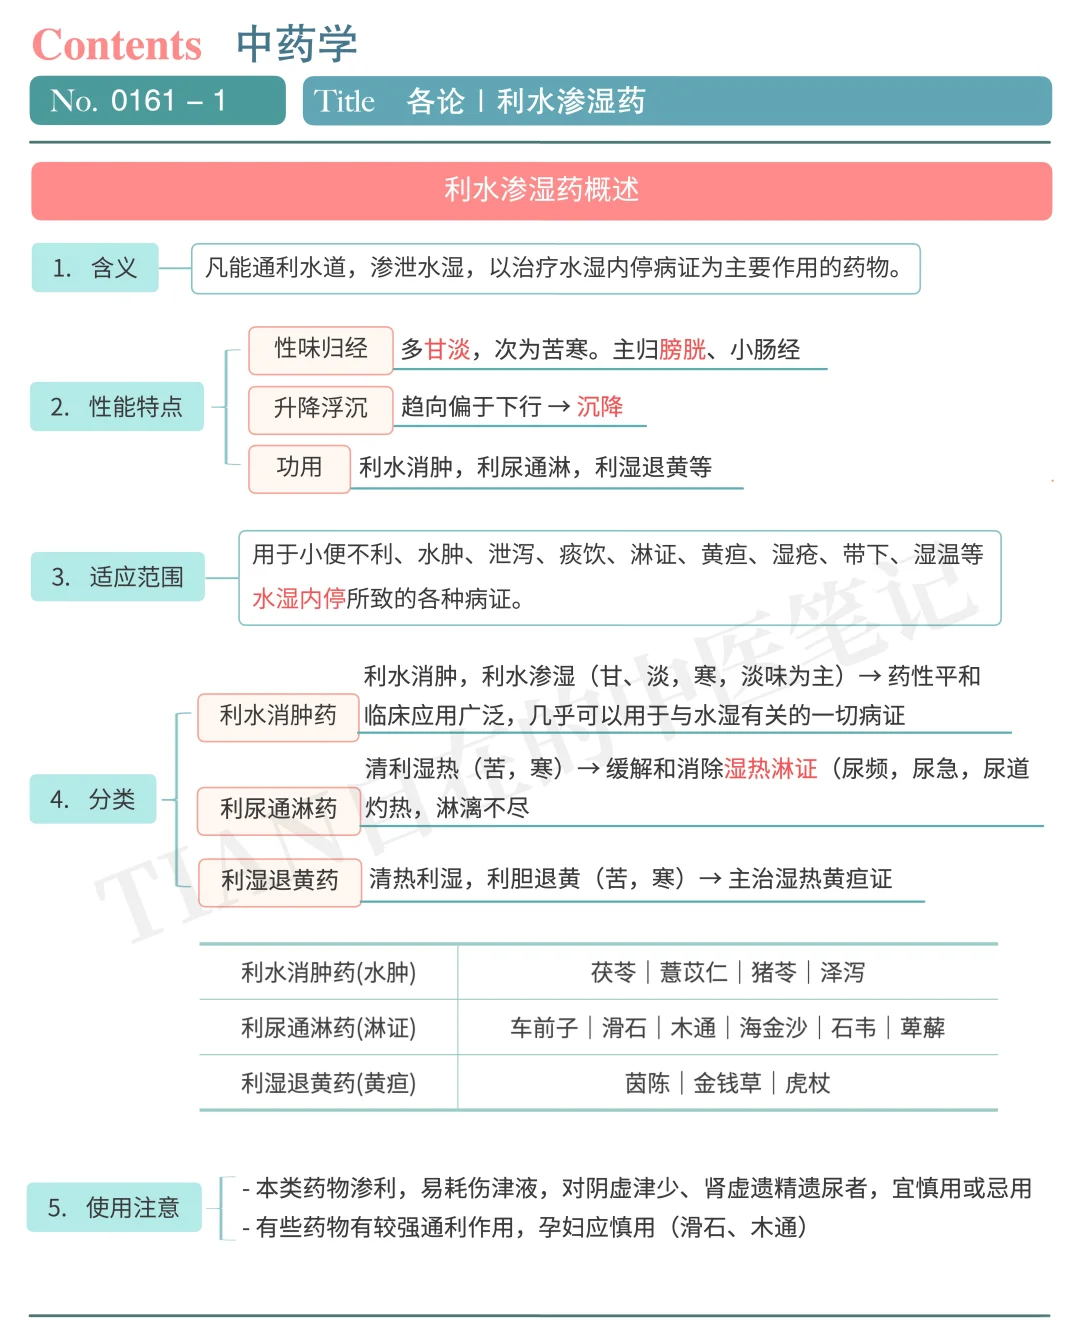 Contents 中药学
No. 0161 – 1
Title 各论 | 利水渗湿药
利水渗湿药概述
1. 含义
凡能通利水道，渗泄水湿，以治疗水湿内停病证为主要作用的药物。
2. 性能特点
性味归经 多甘淡，次为苦寒。主归膀胱、小肠经
升降浮沉 趋向偏于下行 → 沉降
功用 利水消肿，利尿通淋，利湿退黄等
3. 适应范围
用于小便不利、水肿、泄泻、痰饮、淋证、黄疸、湿疮、带下、湿温等
水湿内停所致的各种病证。
4. 分类
利水消肿药
利水消肿，利水渗湿（甘、淡，寒，淡味为主）→ 药性平和
临床应用广泛，几乎可以用于与水湿有关的一切病证
利尿通淋药
清利湿热（苦，寒）→ 缓解和消除湿热淋证（尿频，尿急，尿道
灼热，淋漓不尽
利湿退黄药 清热利湿，利胆退黄（苦，寒）→ 主治湿热黄疸证
利水消肿药(水肿) 茯苓｜薏苡仁｜猪苓｜泽泻
利尿通淋药(淋证) 车前子｜滑石｜木通｜海金沙｜石韦｜萆薢
利湿退黄药(黄疸) 茵陈｜金钱草｜虎杖
5. 使用注意
- 本类药物渗利，易耗伤津液，对阴虚津少、肾虚遗精遗尿者，宜慎用或忌用
- 有些药物有较强通利作用，孕妇应慎用（滑石、木通）
TIAN日在的中医笔记